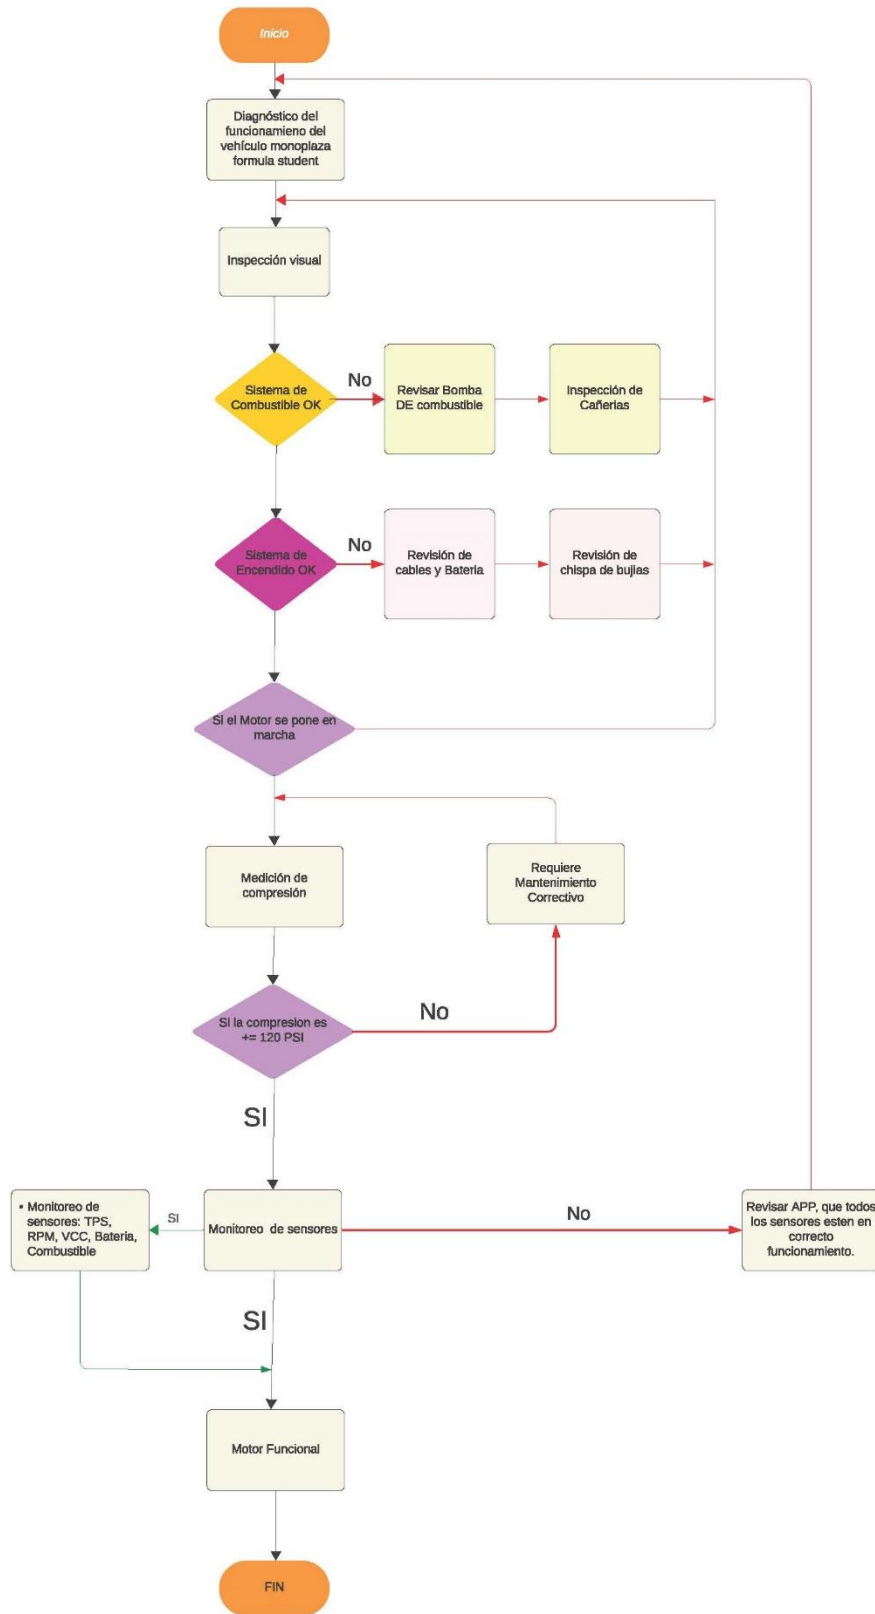 Inicio
Diagnóstico del
funcionamieno del
vehículo monoplaza
formula student
Inspección visual
Sistema de
Combustible OK
No
Revisar Bomba
DE combustible
Inspección de
Cañerias
Sistema de
Encendido OK
No
Revisión de
cables y Bateria
Revisión de
chispa de bujias
Si el Motor se pone en
marcha
Medición de
compresión
Requiere
Mantenimiento
Correctivo
Si la compresion es
+= 120 PSI
No
SI
• Monitoreo de
sensores: TPS,
RPM, VCC, Bateria,
Combustible
SI
Monitoreo de sensores
No
Revisar APP, que todos
los sensores esten en
correcto
funcionamiento.
SI
Motor Funcional
FIN